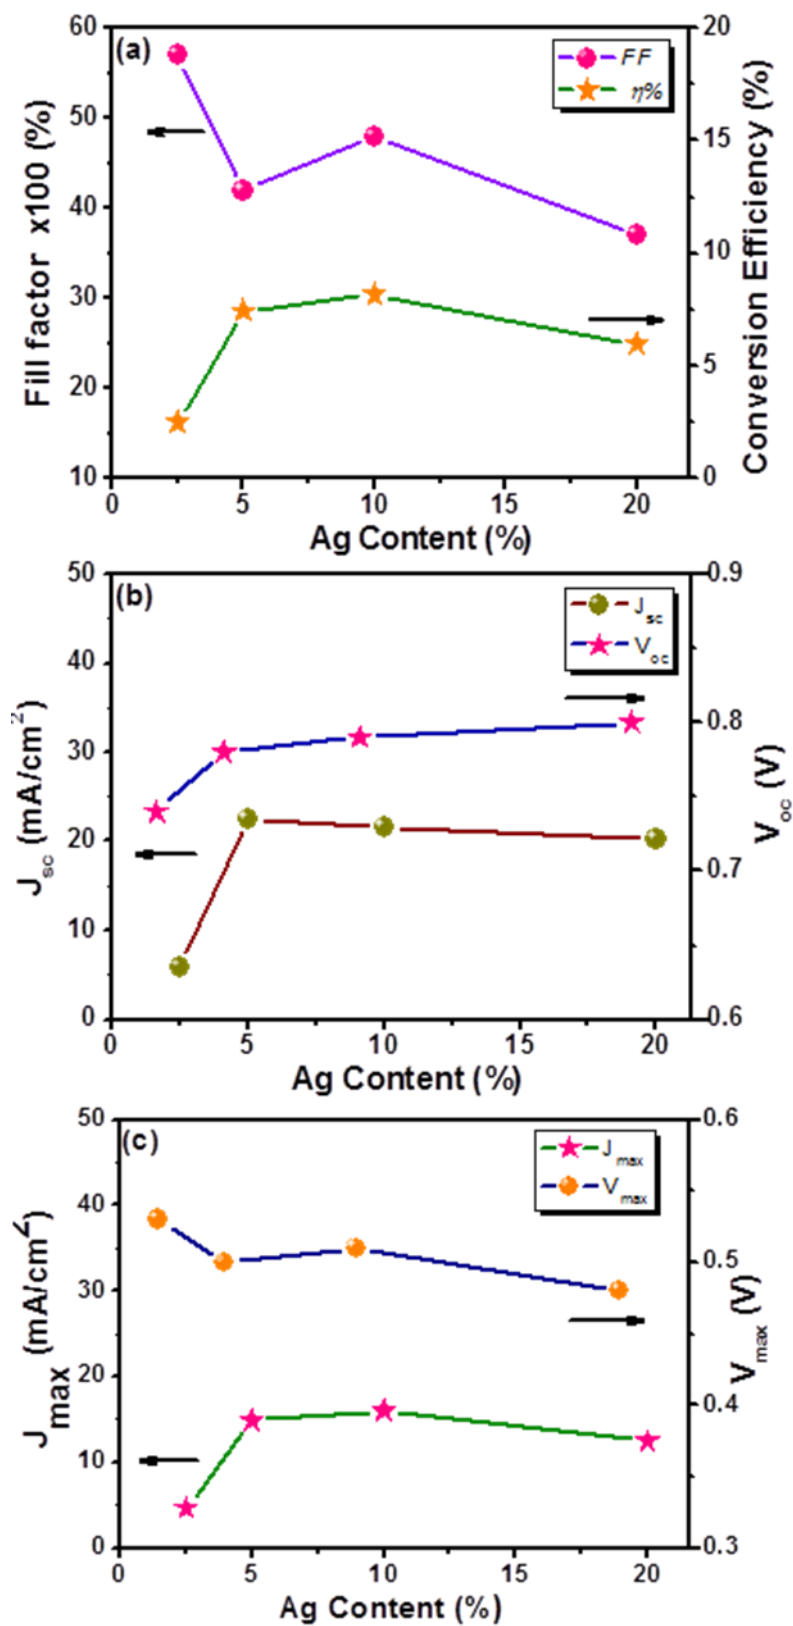 (a)
FF
η%
Fill factor x100 (%)
60
50
40
30
20
10
Conversion Efficiency (%)
20
15
10
5
0
0 5 10 15 20
Ag Content (%)
(b)
Jsc
Voc
Jsc (mA/cm2)
50
40
30
20
10
0
Voc (V)
0.9
0.8
0.7
0.6
0 5 10 15 20
Ag Content (%)
(c)
Jmax
Vmax
Jmax (mA/cm2)
50
40
30
20
10
0
Vmax (V)
0.6
0.5
0.4
0.3
0 5 10 15 20
Ag Content (%)